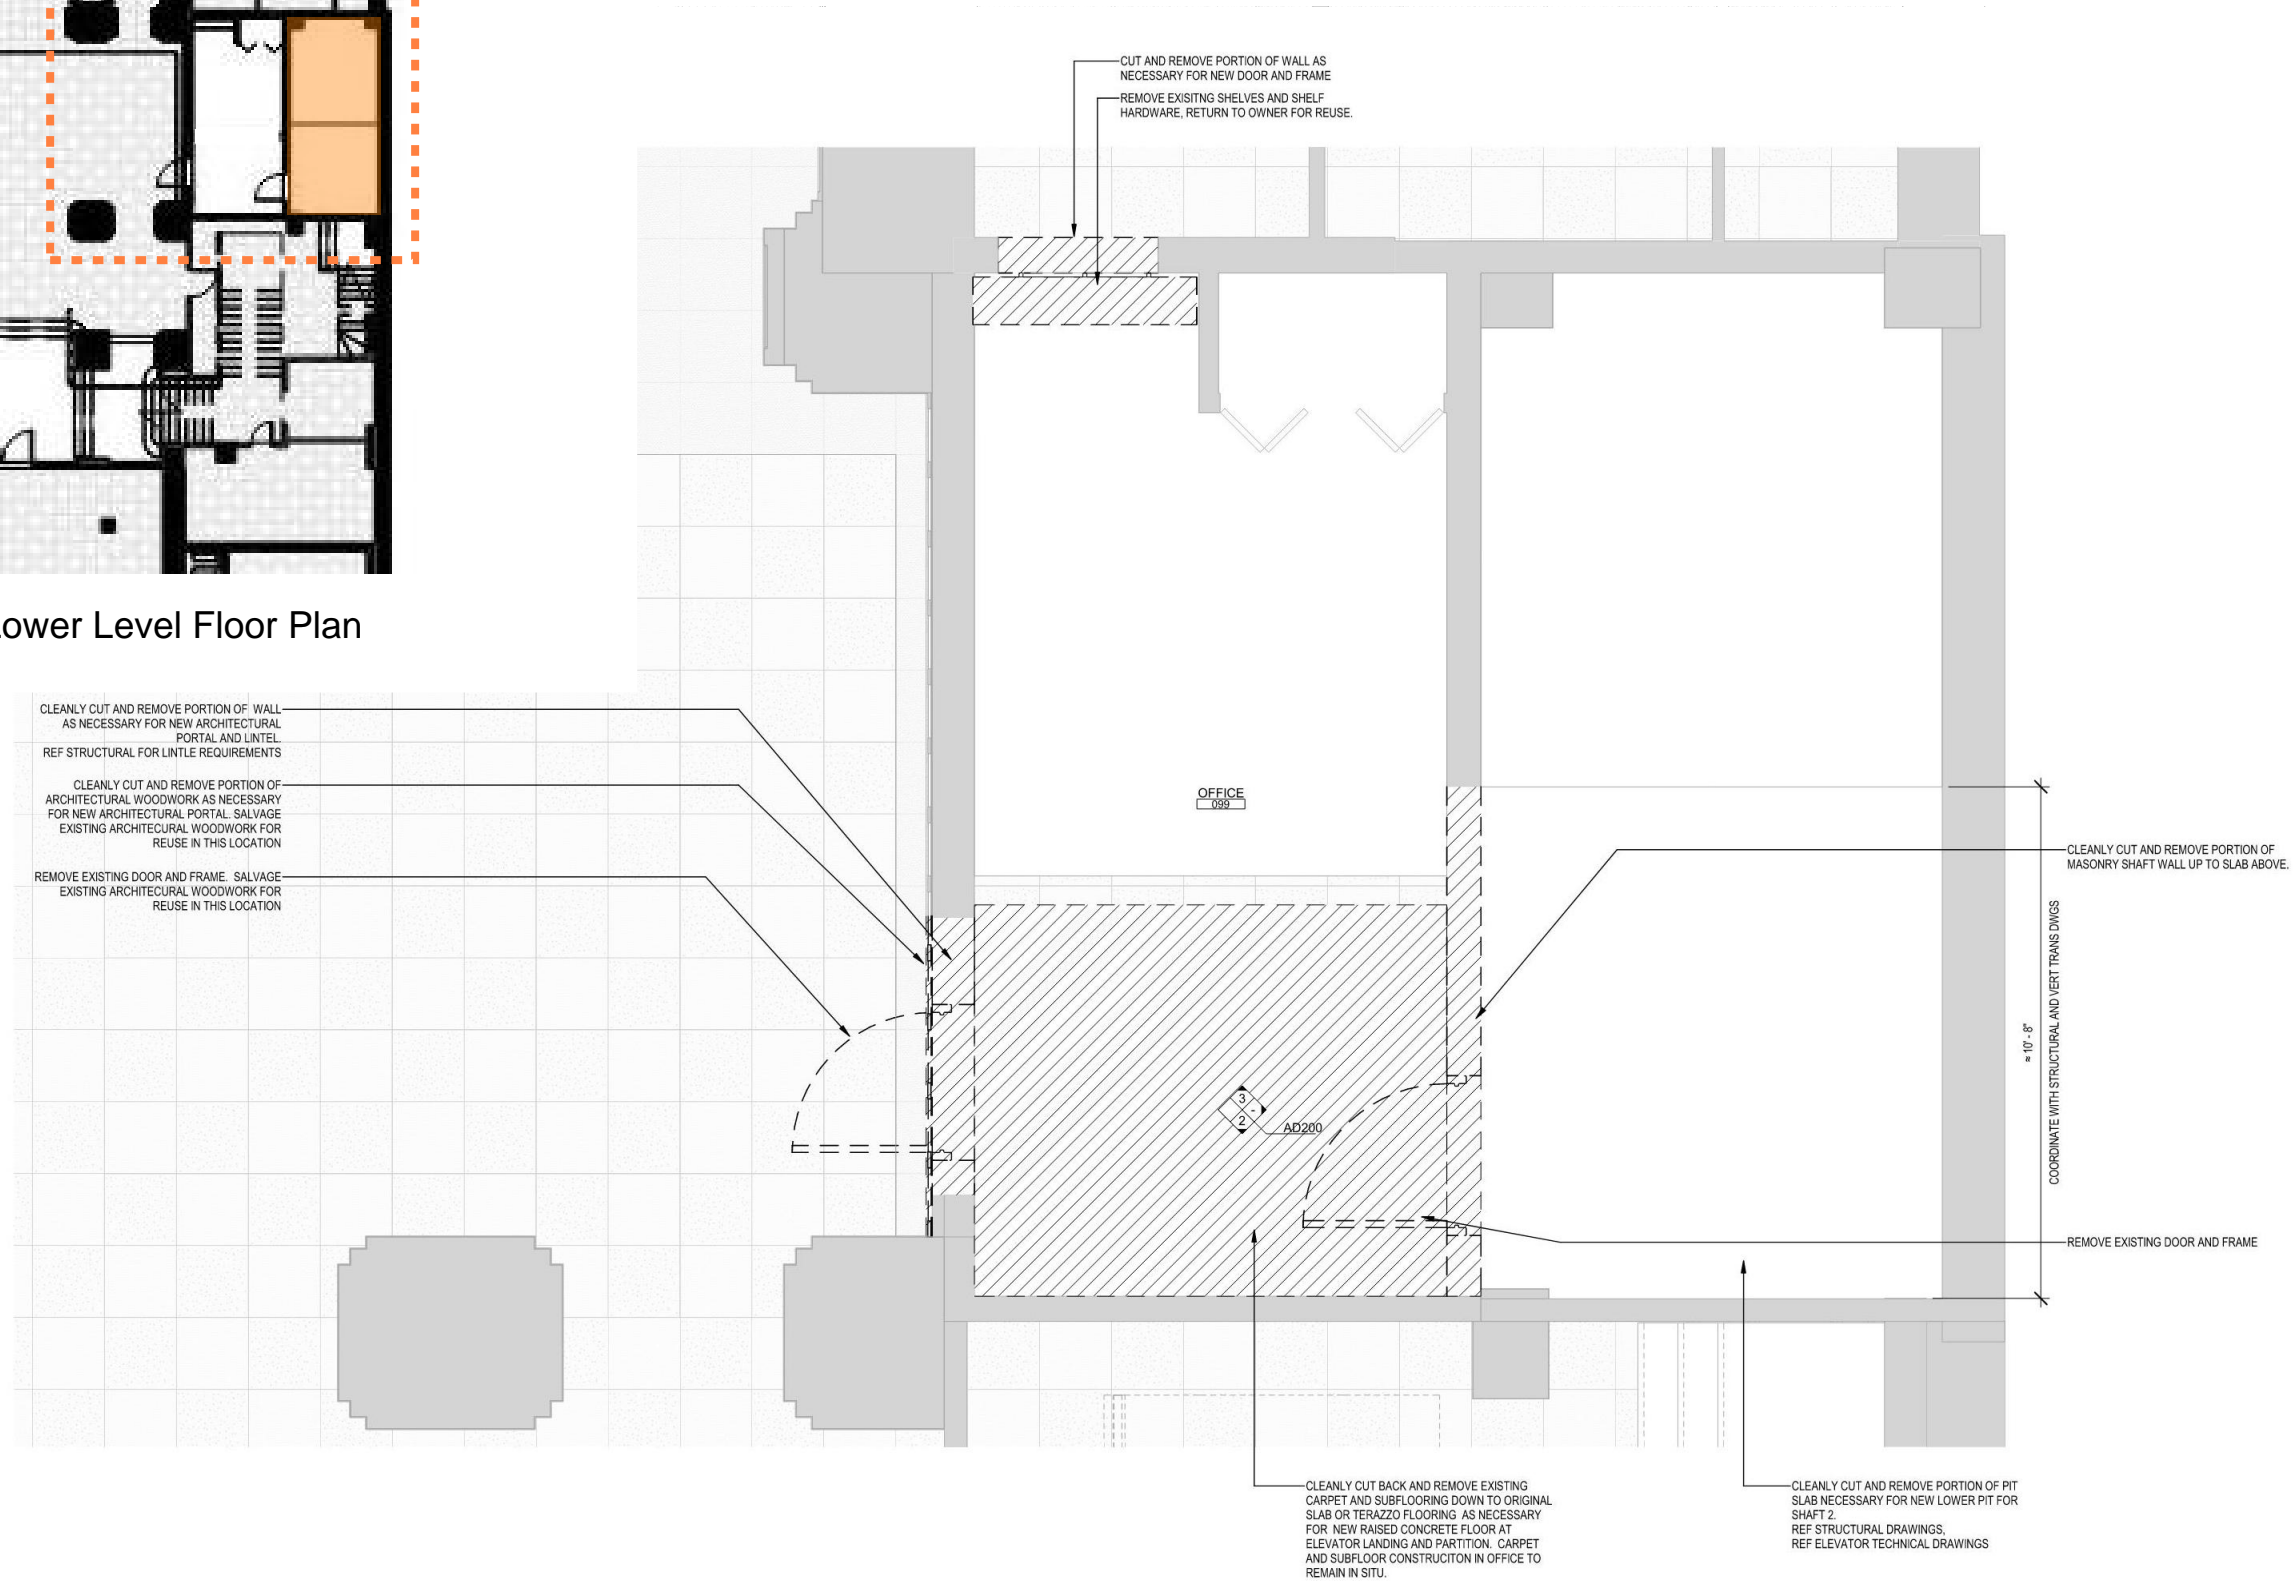 CUT AND REMOVE PORTION OF WALL AS
NECESSARY FOR NEW DOOR AND FRAME
REMOVE EXISITNG SHELVES AND SHELF
HARDWARE, RETURN TO OWNER FOR REUSE.
Lower Level Floor Plan
CLEANLY CUT AND REMOVE PORTION OF WALL
AS NECESSARY FOR NEW ARCHITECTURAL
PORTAL AND LINTEL.
REF STRUCTURAL FOR LINTLE REQUIREMENTS
CLEANLY CUT AND REMOVE PORTION OF
ARCHITECTURAL WOODWORK AS NECESSARY
FOR NEW ARCHITECTURAL PORTAL. SALVAGE
EXISTING ARCHITECURAL WOODWORK FOR
REUSE IN THIS LOCATION
REMOVE EXISTING DOOR AND FRAME. SALVAGE
EXISTING ARCHITECURAL WOODWORK FOR
REUSE IN THIS LOCATION
OFFICE
099
CLEANLY CUT AND REMOVE PORTION OF
MASONRY SHAFT WALL UP TO SLAB ABOVE.
≈ 10' - 8"
COORDINATE WITH STRUCTURAL AND VERT TRANS DWGS
3
-
2
AD200
REMOVE EXISTING DOOR AND FRAME
CLEANLY CUT BACK AND REMOVE EXISTING
CARPET AND SUBFLOORING DOWN TO ORIGINAL
SLAB OR TERAZZO FLOORING AS NECESSARY
FOR NEW RAISED CONCRETE FLOOR AT
ELEVATOR LANDING AND PARTITION. CARPET
AND SUBFLOOR CONSTRUCITON IN OFFICE TO
REMAIN IN SITU.
CLEANLY CUT AND REMOVE PORTION OF PIT
SLAB NECESSARY FOR NEW LOWER PIT FOR
SHAFT 2.
REF STRUCTURAL DRAWINGS,
REF ELEVATOR TECHNICAL DRAWINGS